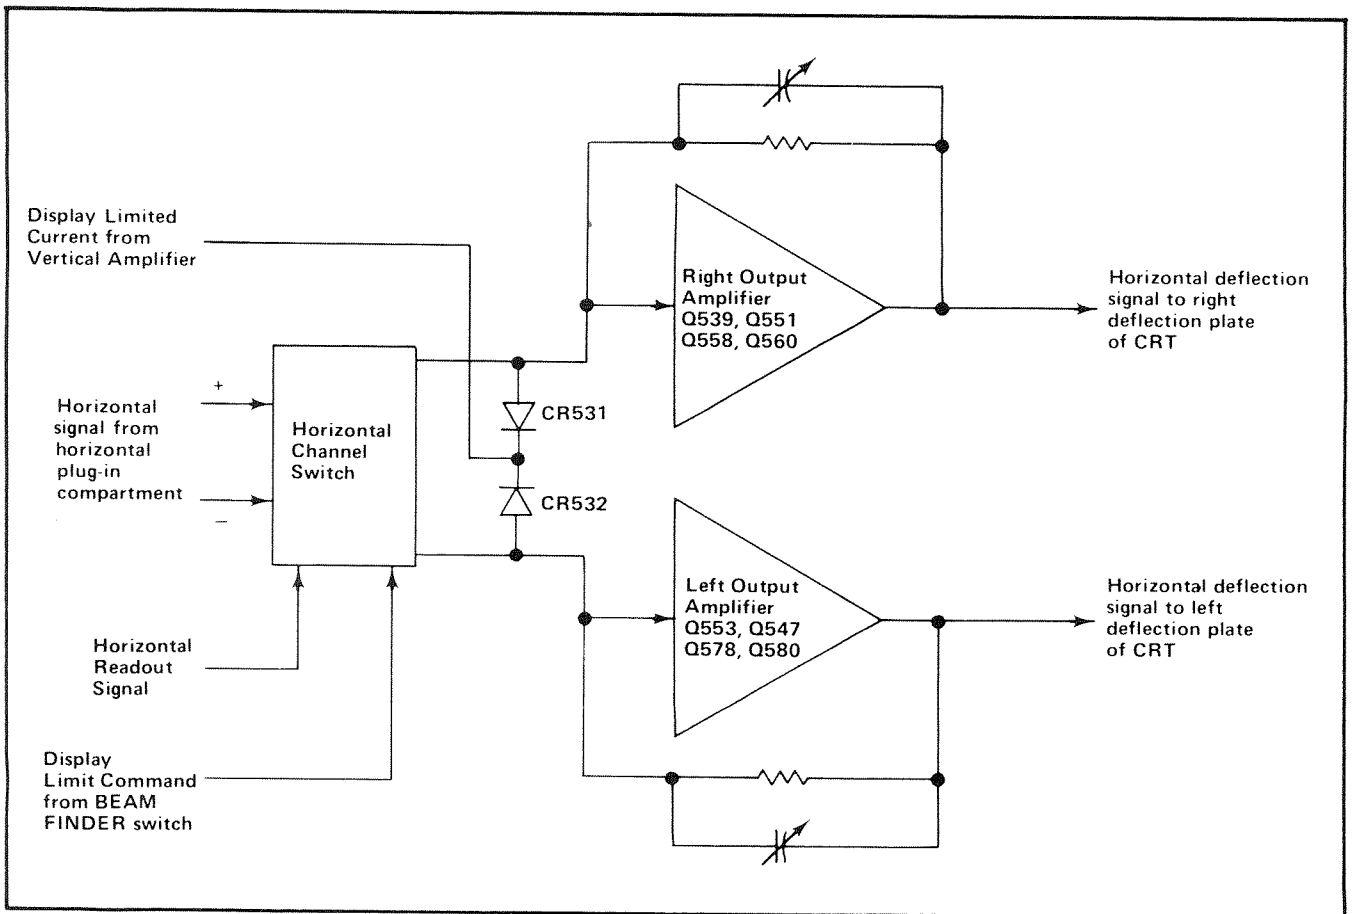 Display Limited
Current from
Vertical Amplifier
Right Output
Amplifier
Q539, Q551
Q558, Q560
Horizontal deflection
signal to right
deflection plate
of CRT
+
Horizontal
signal from
horizontal
plug-in
compartment
−
Horizontal
Channel
Switch
CR531
CR532
Left Output
Amplifier
Q553, Q547
Q578, Q580
Horizontal deflection
signal to left
deflection plate
of CRT
Horizontal
Readout
Signal
Display
Limit Command
from BEAM
FINDER switch